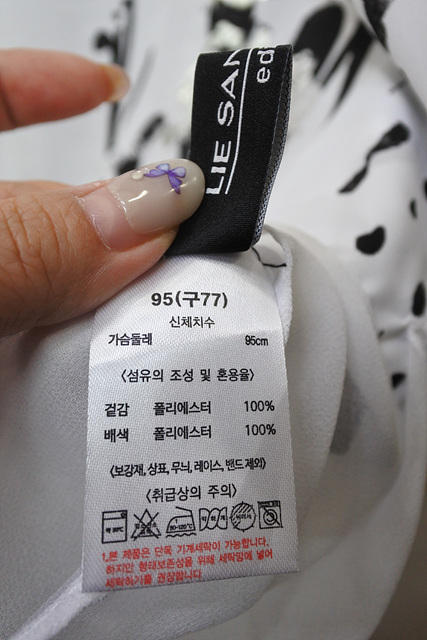 LIE SAN
edi
95(구77)
신체치수
가슴둘레 95cm
〈섬유의 조성 및 혼용율〉
겉감 폴리에스터 100%
배색 폴리에스터 100%
〈보강재, 상표, 무늬, 레이스, 밴드 제외〉
〈취급상의 주의〉
80~120℃
1.본 제품은 단독 기계세탁이 가능합니다.
하지만 형태보존성을 위해 세탁망에 넣어
세탁하기를 권장합니다.